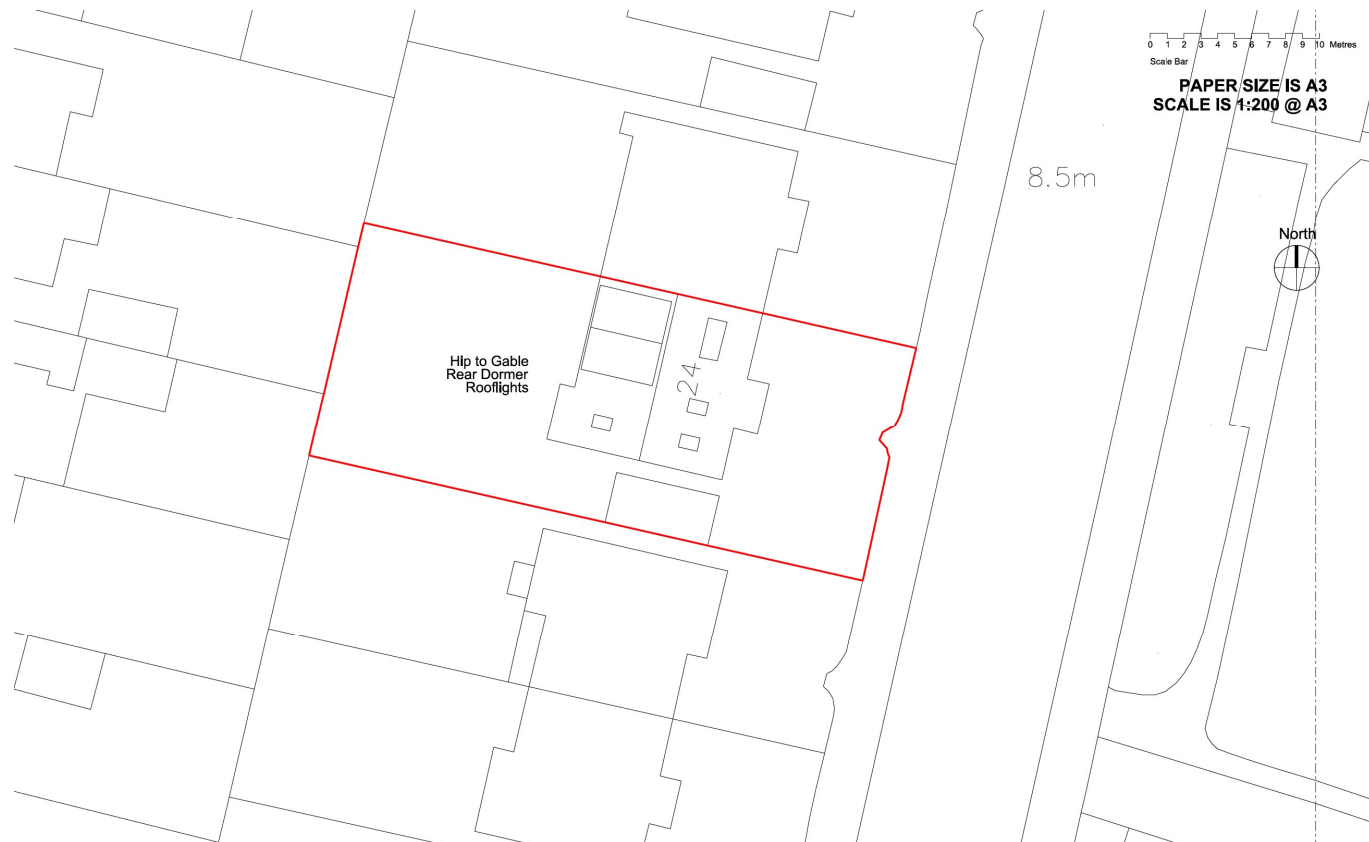 0 1 2 3 4 5 6 7 8 9 10 Metres
Scale Bar
PAPER SIZE IS A3
SCALE IS 1:200 @ A3
8.5m
North
Hip to Gable
Rear Dormer
Rooflights
24